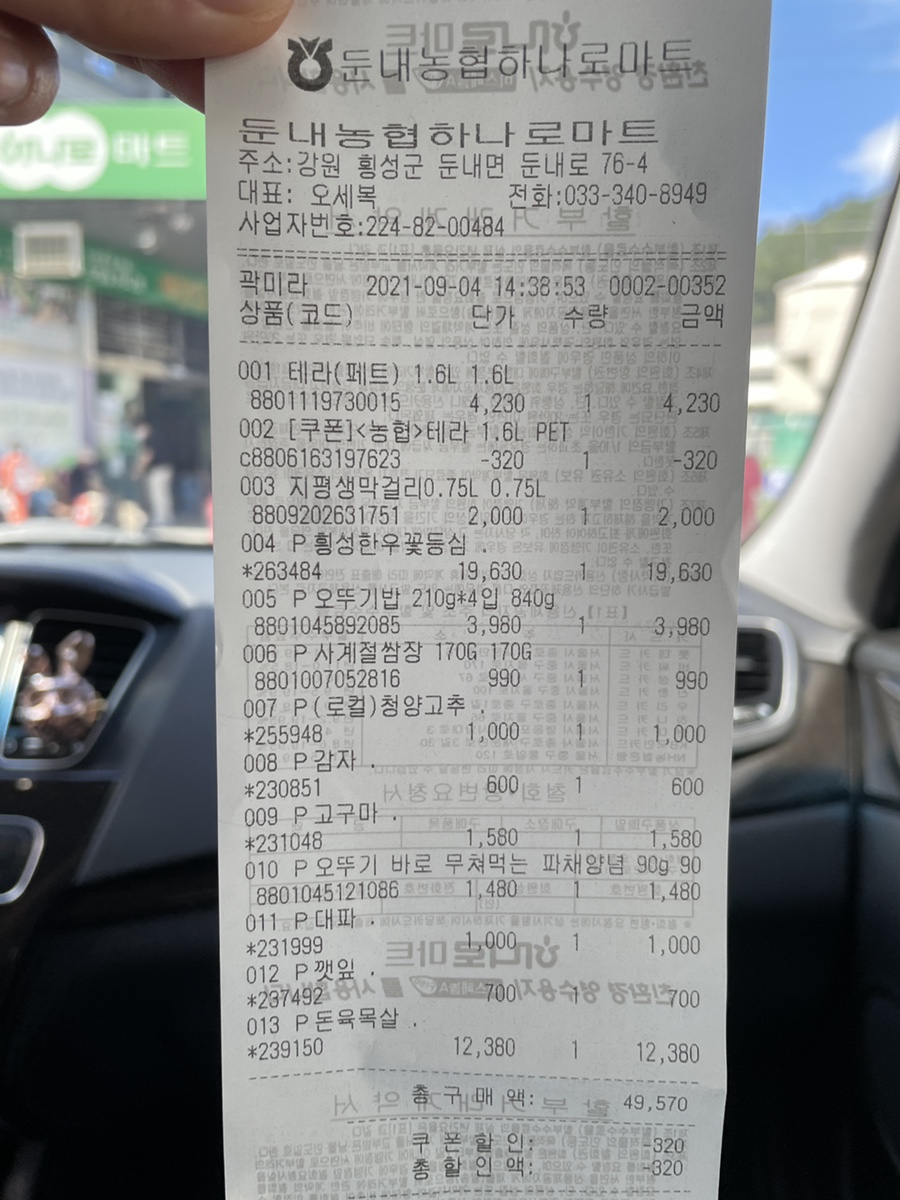 둔내농협하나로마트
둔내농협하나로마트
주소:강원 횡성군 둔내면 둔내로 76-4
대표: 오세복 전화:033-340-8949
사업자번호:224-82-00484
곽미라 2021-09-04 14:38:53 0002-00352
상품(코드) 단가 수량 금액
001 테라(페트) 1.6L 1.6L
8801119730015 4,230 1 4,230
002 [쿠폰]<농협>테라 1.6L PET
c8806163197623 -320 1 -320
003 지평생막걸리0.75L 0.75L
8809202631751 2,000 1 2,000
004 P 횡성한우꽃등심 .
*263484 19,630 1 19,630
005 P 오뚜기밥 210g*4입 840g
8801045892085 3,980 1 3,980
006 P 사계절쌈장 170G 170G
8801007052816 990 1 990
007 P (로컬)청양고추 .
*255948 1,000 1 1,000
008 P 감자 .
*230851 600 1 600
009 P 고구마 .
*231048 1,580 1 1,580
010 P 오뚜기 바로 무쳐먹는 파채양념 90g 90
8801045121086 1,480 1 1,480
011 P 대파 .
*231999 1,000 1 1,000
012 P 깻잎 .
*237492 700 1 700
013 P 돈육목살 .
*239150 12,380 1 12,380
총 구 매 액: 49,570
쿠 폰 할 인: -320
총 할 인 액: -320
마트